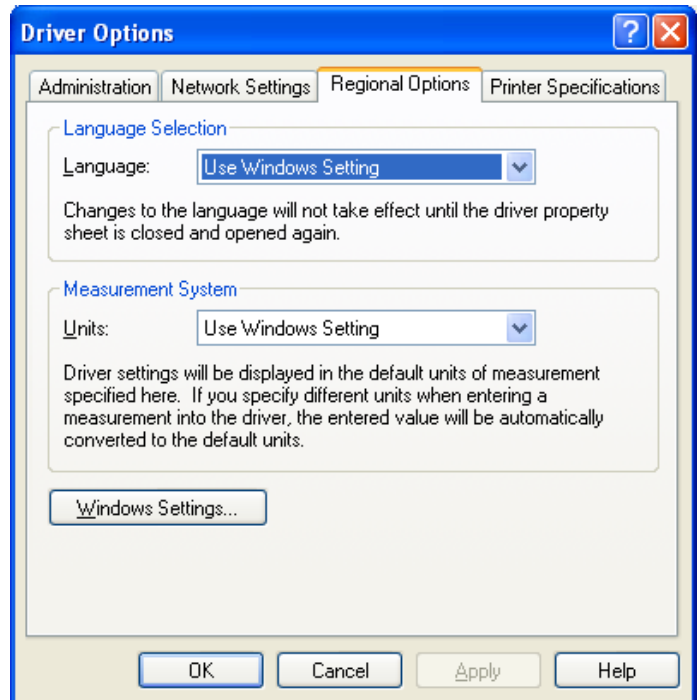 Driver Options
Administration Network Settings Regional Options Printer Specifications
Language Selection
Language: Use Windows Setting
Changes to the language will not take effect until the driver property
sheet is closed and opened again.
Measurement System
Units: Use Windows Setting
Driver settings will be displayed in the default units of measurement
specified here. If you specify different units when entering a
measurement into the driver, the entered value will be automatically
converted to the default units.
Windows Settings...
OK Cancel Apply Help